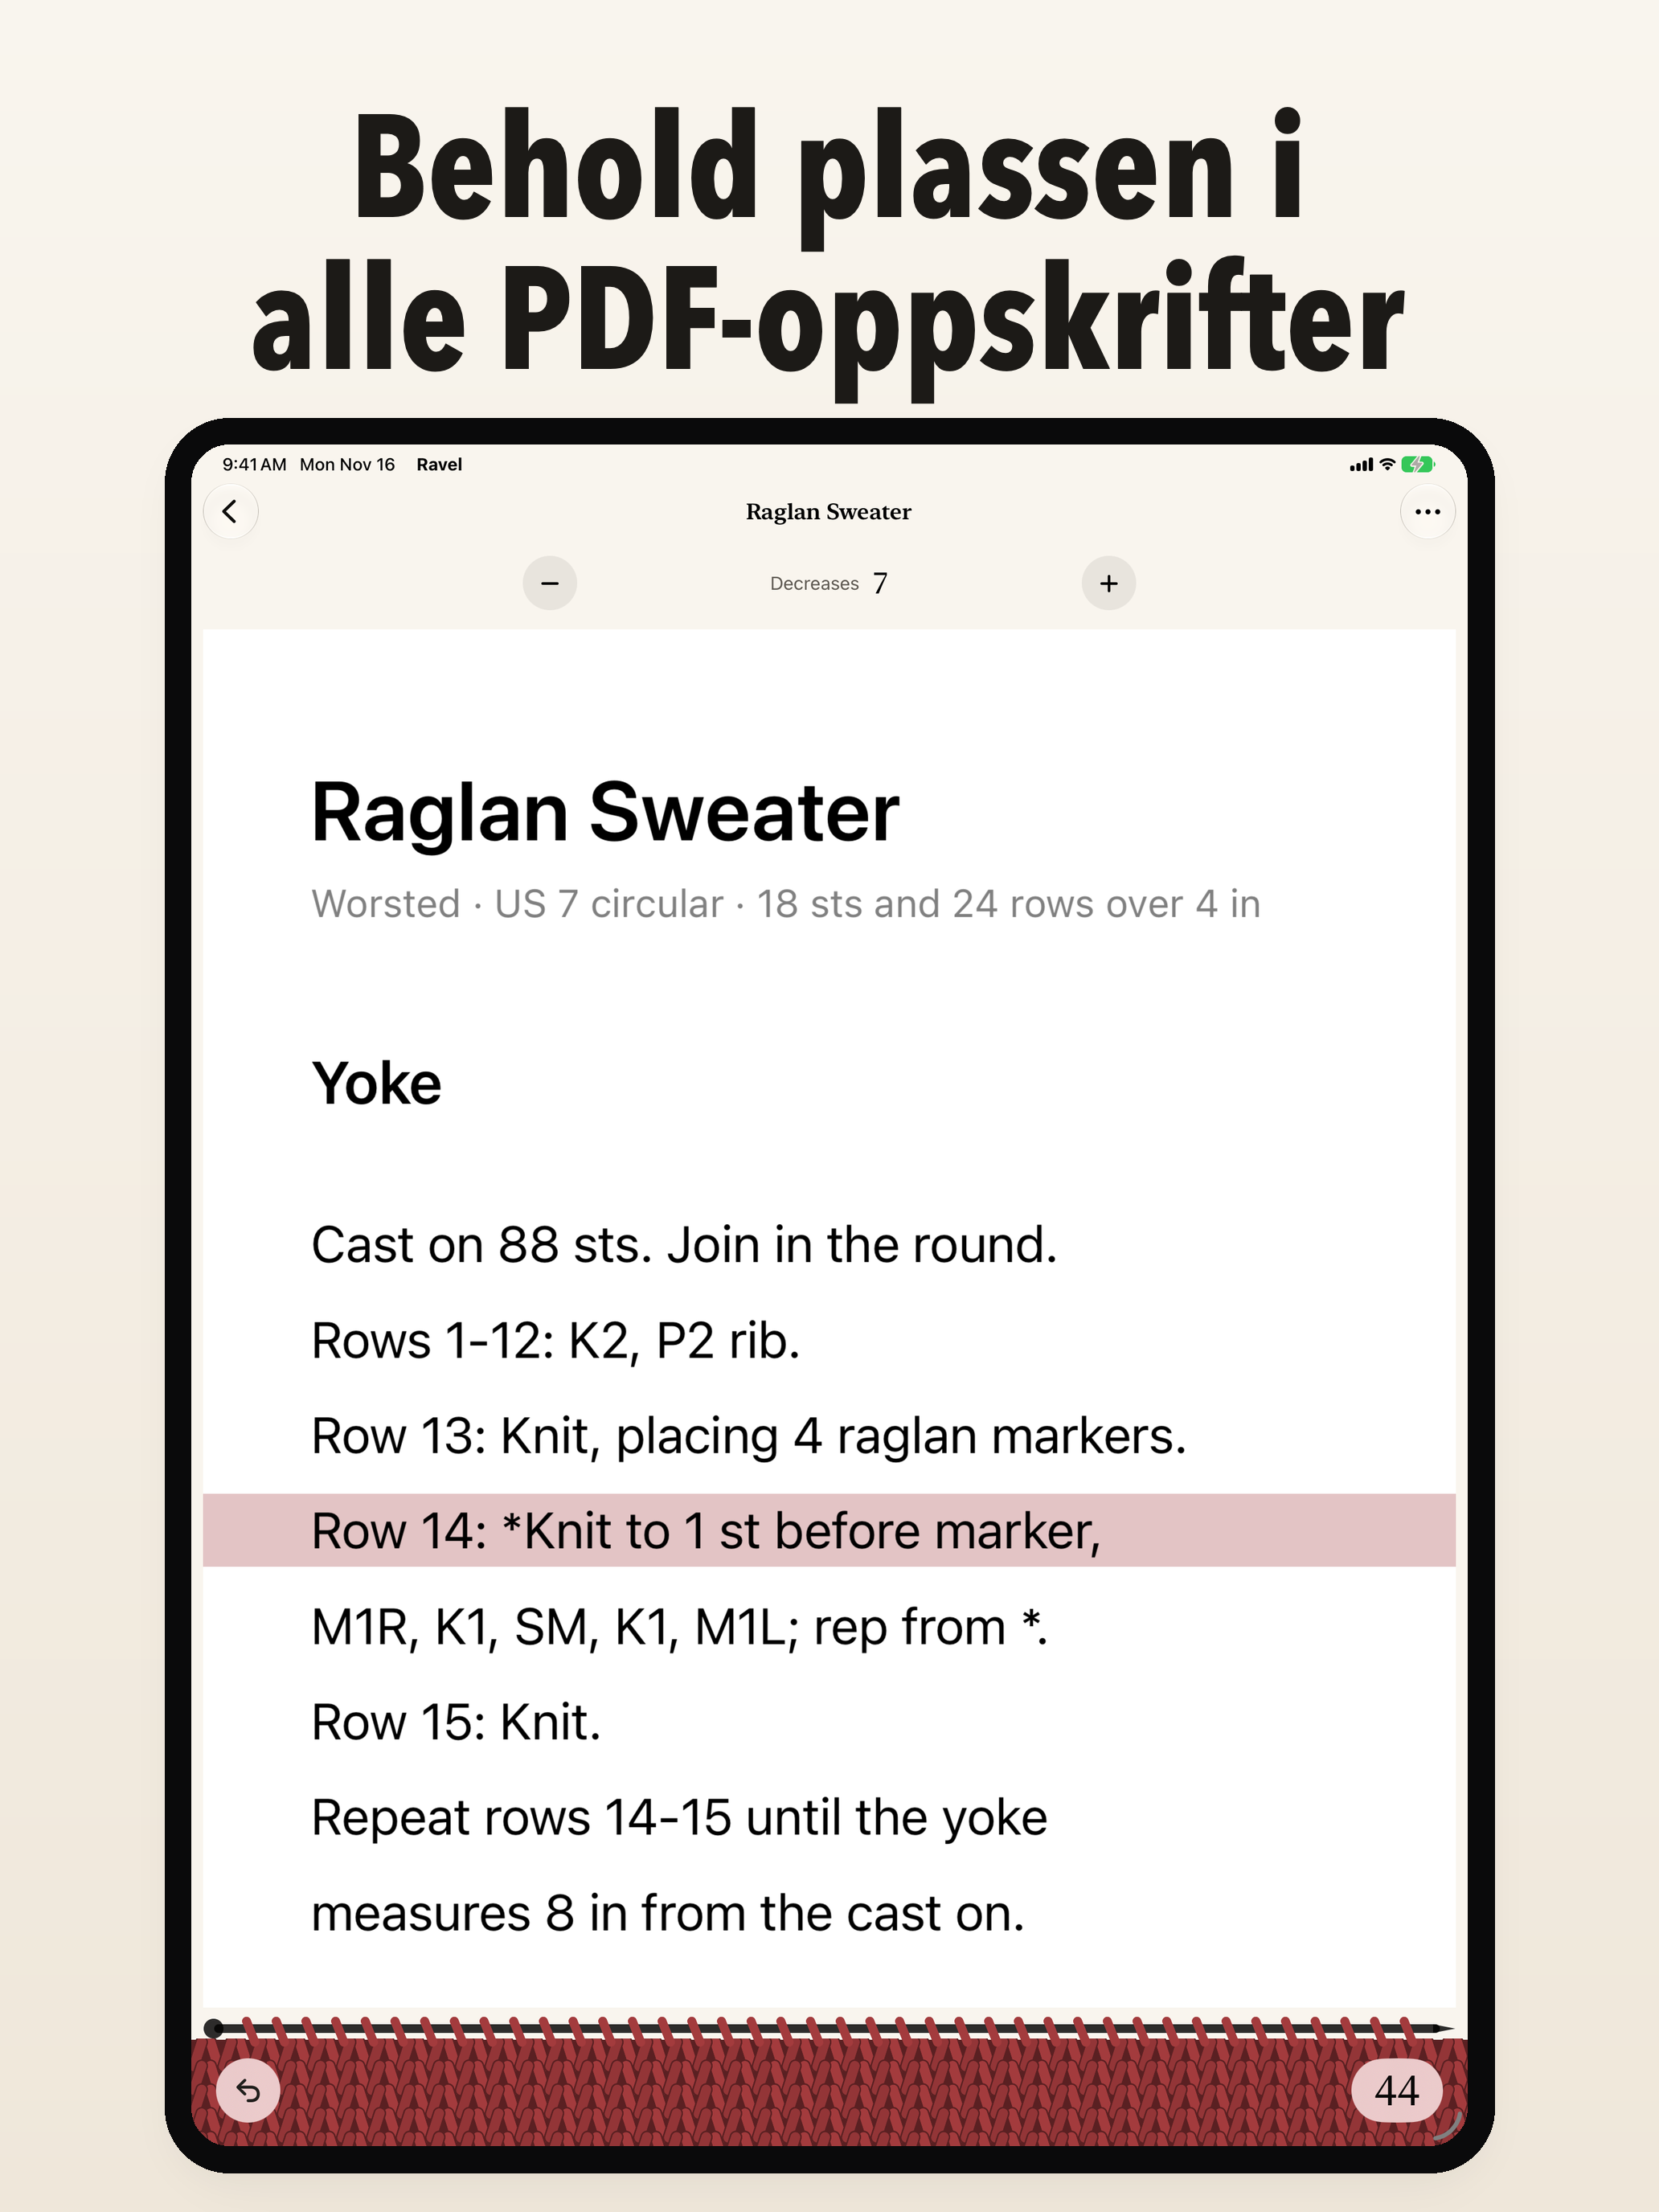 Behold plassen i
alle PDF-oppskrifter
9:41 AM Mon Nov 16 Ravel
Raglan Sweater
Decreases 7
Raglan Sweater
Worsted · US 7 circular · 18 sts and 24 rows over 4 in
Yoke
Cast on 88 sts. Join in the round.
Rows 1-12: K2, P2 rib.
Row 13: Knit, placing 4 raglan markers.
Row 14: *Knit to 1 st before marker,
M1R, K1, SM, K1, M1L; rep from *.
Row 15: Knit.
Repeat rows 14-15 until the yoke
measures 8 in from the cast on.
44